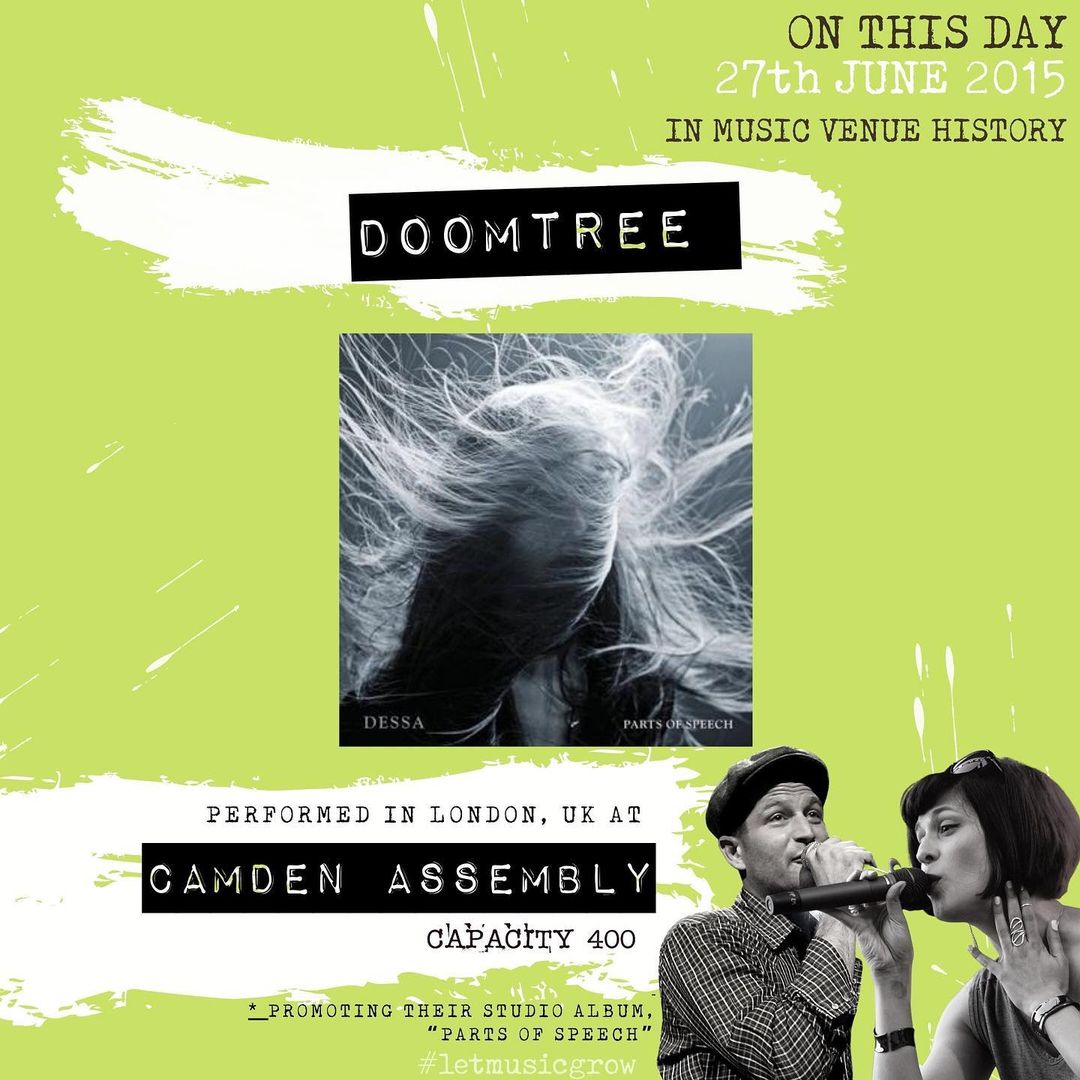 ON THIS DAY
27th JUNE 2015
IN MUSIC VENUE HISTORY
DOOMTREE
DESSA
PARTS OF SPEECH
PERFORMED IN LONDON, UK AT
CAMDEN ASSEMBLY
CAPACITY 400
* PROMOTING THEIR STUDIO ALBUM,
“PARTS OF SPEECH”
#letmusicgrow